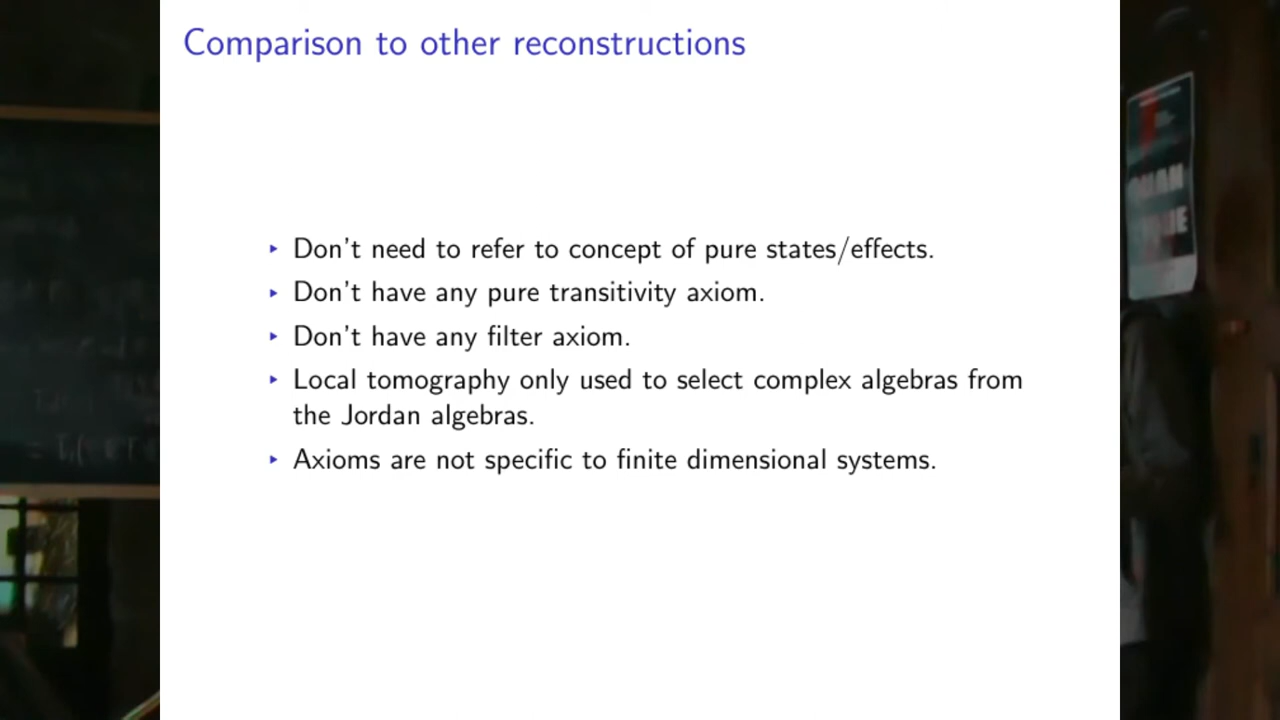 Comparison to other reconstructions
▸ Don't need to refer to concept of pure states/effects.
▸ Don't have any pure transitivity axiom.
▸ Don't have any filter axiom.
▸ Local tomography only used to select complex algebras from
the Jordan algebras.
▸ Axioms are not specific to finite dimensional systems.